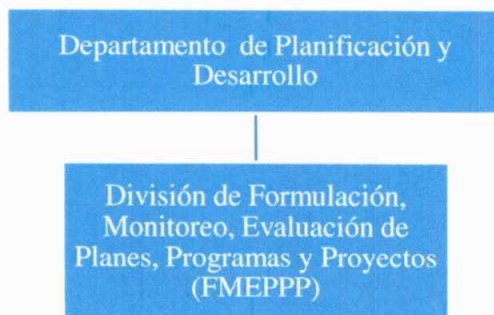 Departamento de Planificación y
Desarrollo
División de Formulación,
Monitoreo, Evaluación de
Planes, Programas y Proyectos
(FMEPPP)